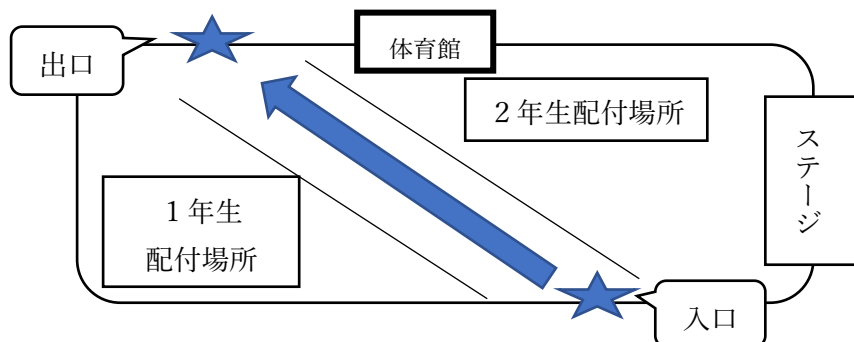 体育館
出口
２年生配付場所
ステージ
１年生
配付場所
入口